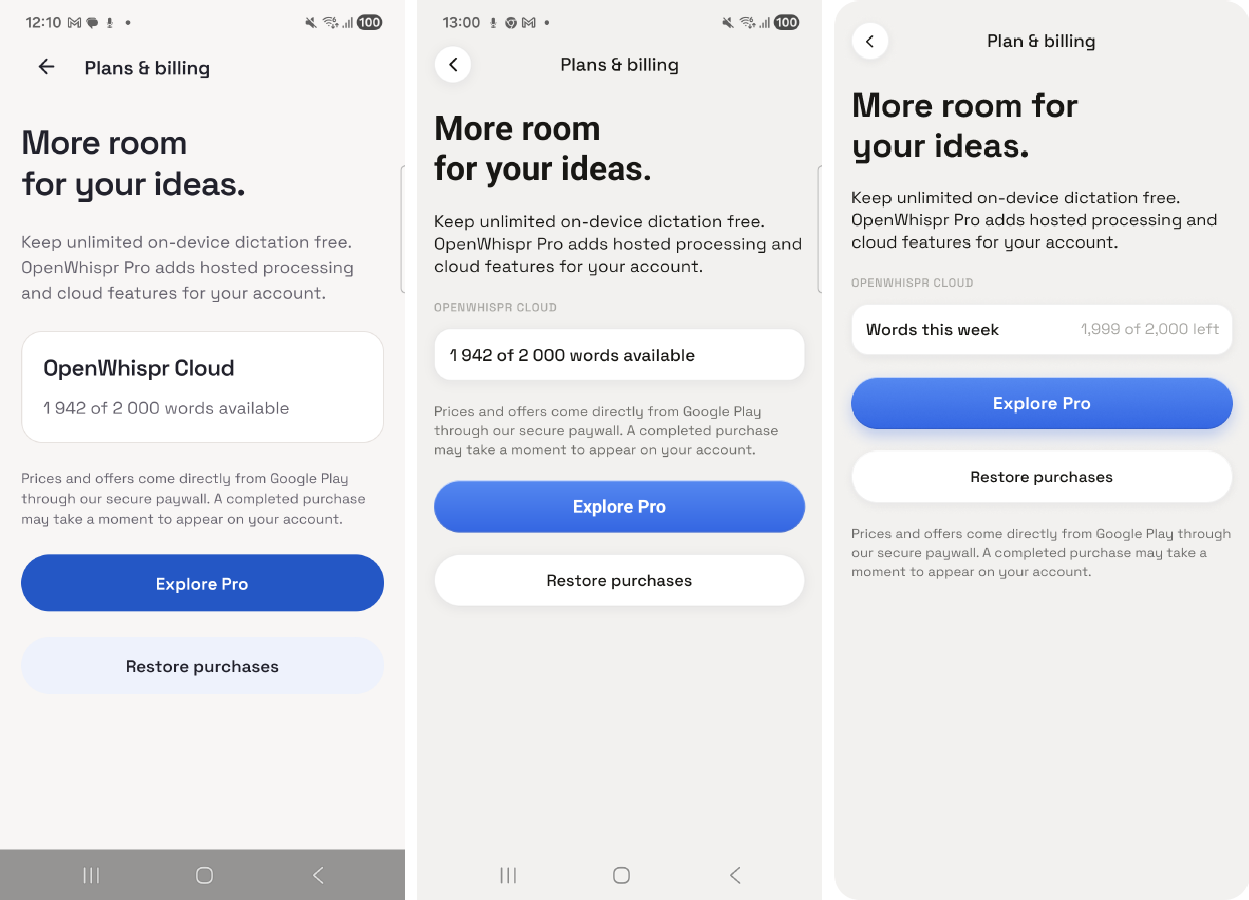 12:10
100
Plans & billing
More room
for your ideas.
Keep unlimited on-device dictation free.
OpenWhispr Pro adds hosted processing
and cloud features for your account.
OpenWhispr Cloud
1 942 of 2 000 words available
Prices and offers come directly from Google Play
through our secure paywall. A completed purchase
may take a moment to appear on your account.
Explore Pro
Restore purchases
13:00
100
Plans & billing
More room
for your ideas.
Keep unlimited on-device dictation free.
OpenWhispr Pro adds hosted processing and
cloud features for your account.
OPENWHISPR CLOUD
1 942 of 2 000 words available
Prices and offers come directly from Google Play
through our secure paywall. A completed purchase
may take a moment to appear on your account.
Explore Pro
Restore purchases
Plan & billing
More room for
your ideas.
Keep unlimited on-device dictation free.
OpenWhispr Pro adds hosted processing and
cloud features for your account.
OPENWHISPR CLOUD
Words this week
1,999 of 2,000 left
Explore Pro
Restore purchases
Prices and offers come directly from Google Play through
our secure paywall. A completed purchase may take a
moment to appear on your account.